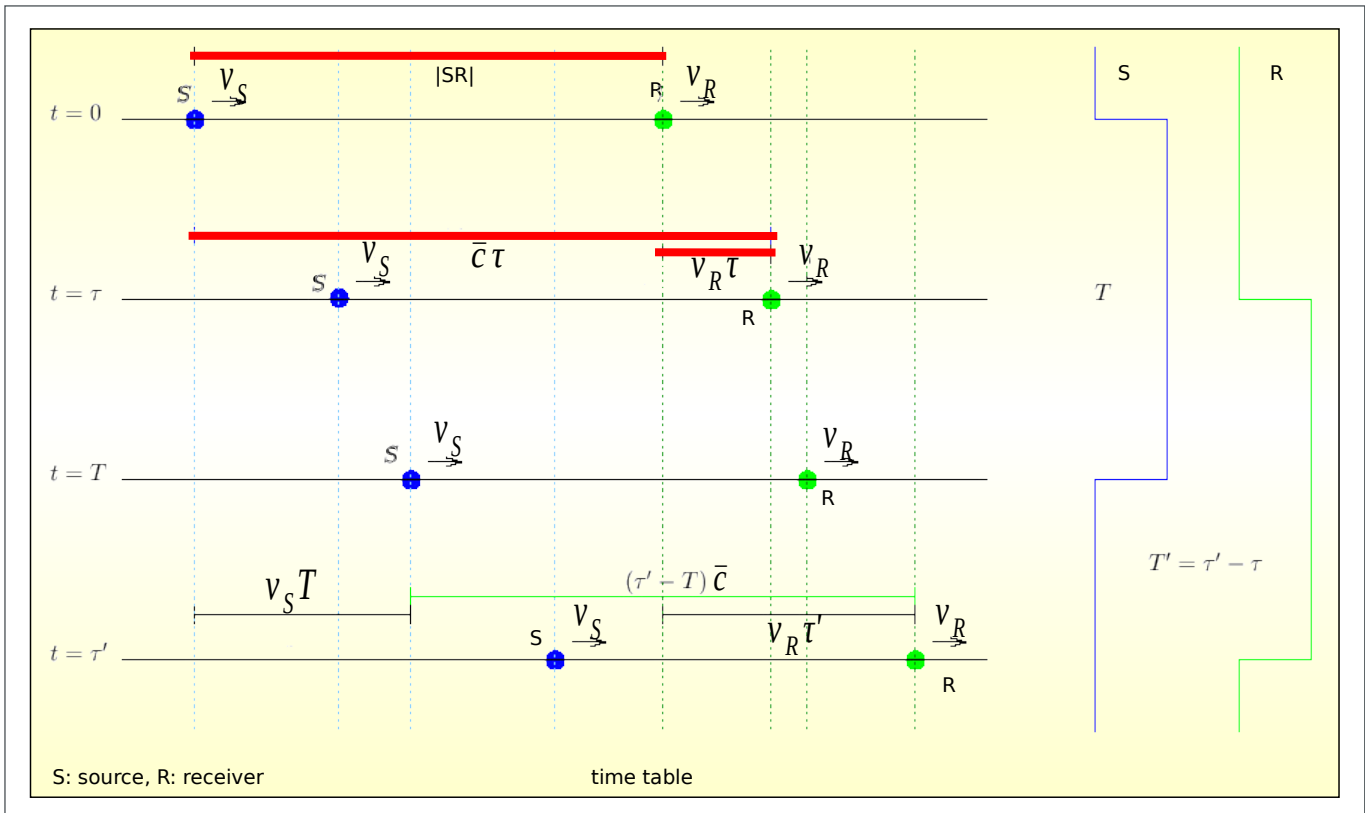 |SR|
S
R
S
v_S
R
v_R
t = 0
c̄ τ
v_R τ
v_S
v_R
S
t = τ
R
T
v_S
v_R
S
t = T
R
T′ = τ′ − τ
v_S T
(τ′ − T) c̄
v_S
v_R τ'
v_R
S
t = τ′
R
S: source, R: receiver
time table